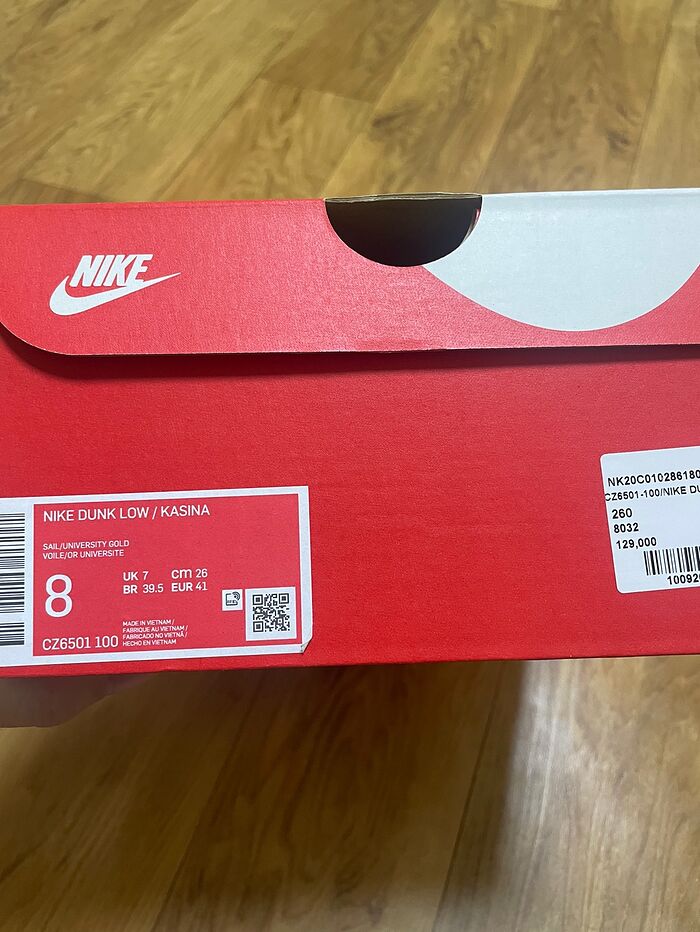 NIKE
NIKE DUNK LOW / KASINA
SAIL/UNIVERSITY GOLD
VOILE/OR UNIVERSITE
8
UK 7 cm 26
BR 39.5 EUR 41
MADE IN VIETNAM /
FABRIQUE AU VIETNAM /
FABRICADO NO VIETNÃ /
HECHO EN VIETNAM
CZ6501 100
NK20C010286180
CZ6501-100/NIKE DU
260
8032
129,000
10092